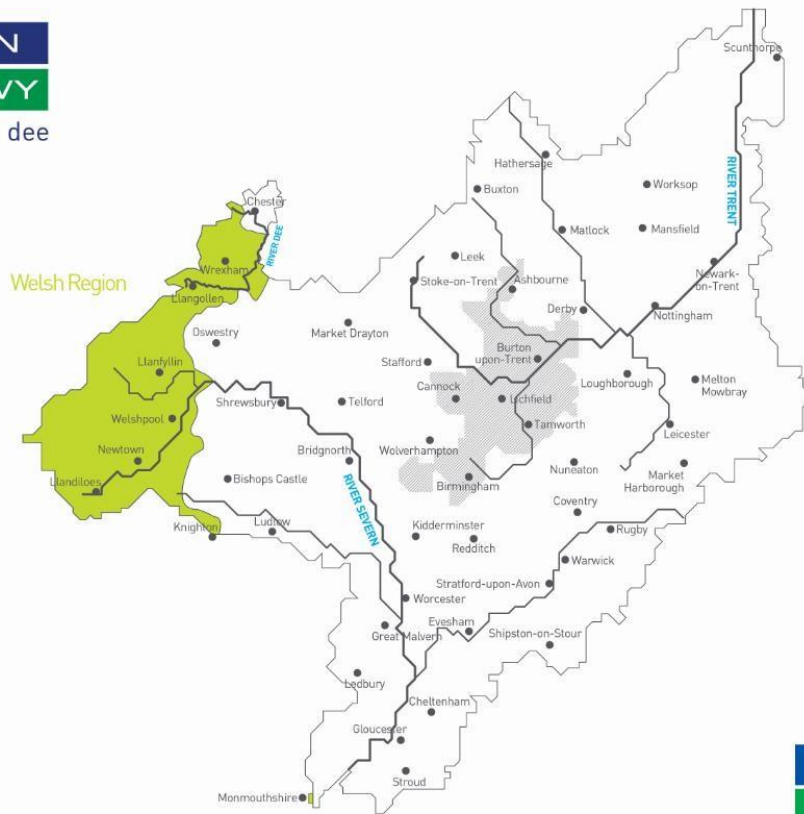 N
VY
dee
Scunthorpe
Hathersage
Buxton
Worksop
RIVER TRENT
Chester
Matlock
Mansfield
RIVER DEE
Leek
Wrexham
Newark-
on-Trent
Welsh Region
Stoke-on-Trent
Ashbourne
Llangollen
Derby
Nottingham
Market Drayton
Oswestry
Burton
upon-Trent
Stafford
Llanfyllin
Loughborough
Melton
Mowbray
Cannock
Lichfield
Shrewsbury
Telford
Welshpool
Tamworth
Leicester
Wolverhampton
Newtown
Bridgnorth
Nuneaton
Market
Harborough
Bishops Castle
Birmingham
Llandiloes
Coventry
RIVER SEVERN
Knighton
Ludlow
Kidderminster
Rugby
Redditch
Warwick
Stratford-upon-Avon
Worcester
Evesham
Great Malvern
Shipston-on-Stour
Ledbury
Cheltenham
Gloucester
Stroud
Monmouthshire